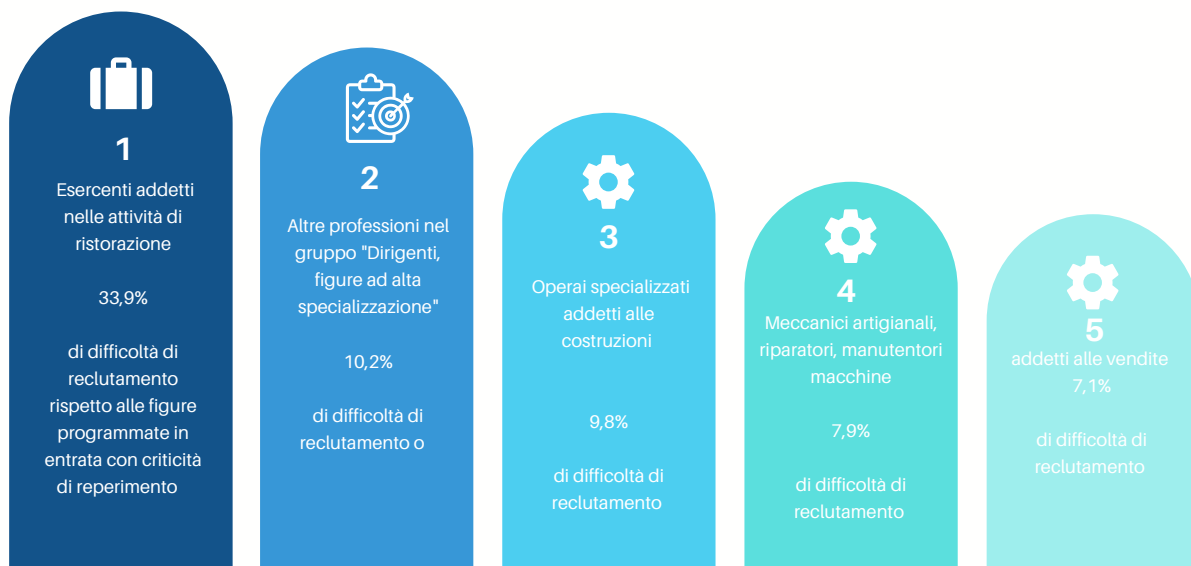 1
Esercenti addetti
nelle attività di
ristorazione
33,9%
di difficoltà di
reclutamento
rispetto alle figure
programmate in
entrata con criticità
di reperimento
2
Altre professioni nel
gruppo "Dirigenti,
figure ad alta
specializzazione"
10,2%
di difficoltà di
reclutamento o
3
Operai specializzati
addetti alle
costruzioni
9,8%
di difficoltà di
reclutamento
4
Meccanici artigianali,
riparatori, manutentori
macchine
7,9%
di difficoltà di
reclutamento
5
addetti alle vendite
7,1%
di difficoltà di
reclutamento